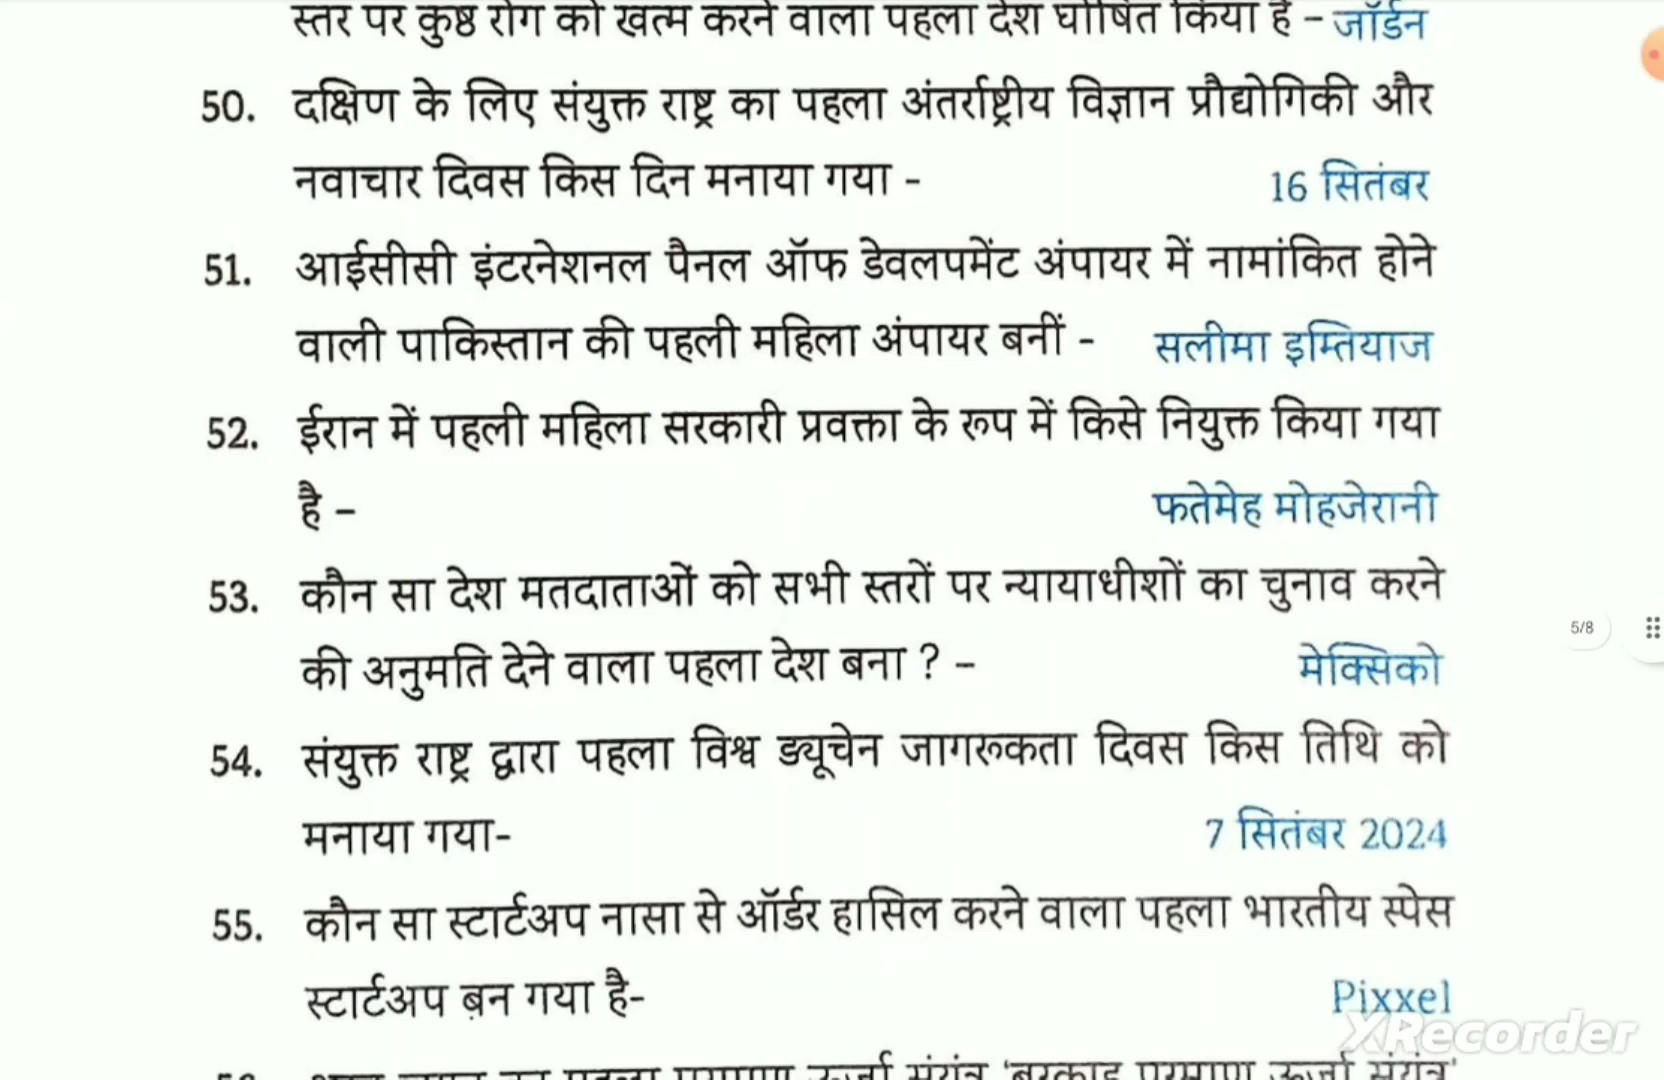 स्तर पर कुष्ठ रोग को खत्म करने वाला पहला देश घोषित किया है – जॉर्डन
50. दक्षिण के लिए संयुक्त राष्ट्र का पहला अंतर्राष्ट्रीय विज्ञान प्रौद्योगिकी और
नवाचार दिवस किस दिन मनाया गया - 16 सितंबर
51. आईसीसी इंटरनेशनल पैनल ऑफ डेवलपमेंट अंपायर में नामांकित होने
वाली पाकिस्तान की पहली महिला अंपायर बनीं - सलीमा इम्तियाज
52. ईरान में पहली महिला सरकारी प्रवक्ता के रूप में किसे नियुक्त किया गया
है – फतेमेह मोहजेरानी
53. कौन सा देश मतदाताओं को सभी स्तरों पर न्यायाधीशों का चुनाव करने
की अनुमति देने वाला पहला देश बना ? – मेक्सिको
5/8
54. संयुक्त राष्ट्र द्वारा पहला विश्व ड्यूचेन जागरूकता दिवस किस तिथि को
मनाया गया- 7 सितंबर 2024
55. कौन सा स्टार्टअप नासा से ऑर्डर हासिल करने वाला पहला भारतीय स्पेस
स्टार्टअप ब़न गया है- Pixxel
XRecorder